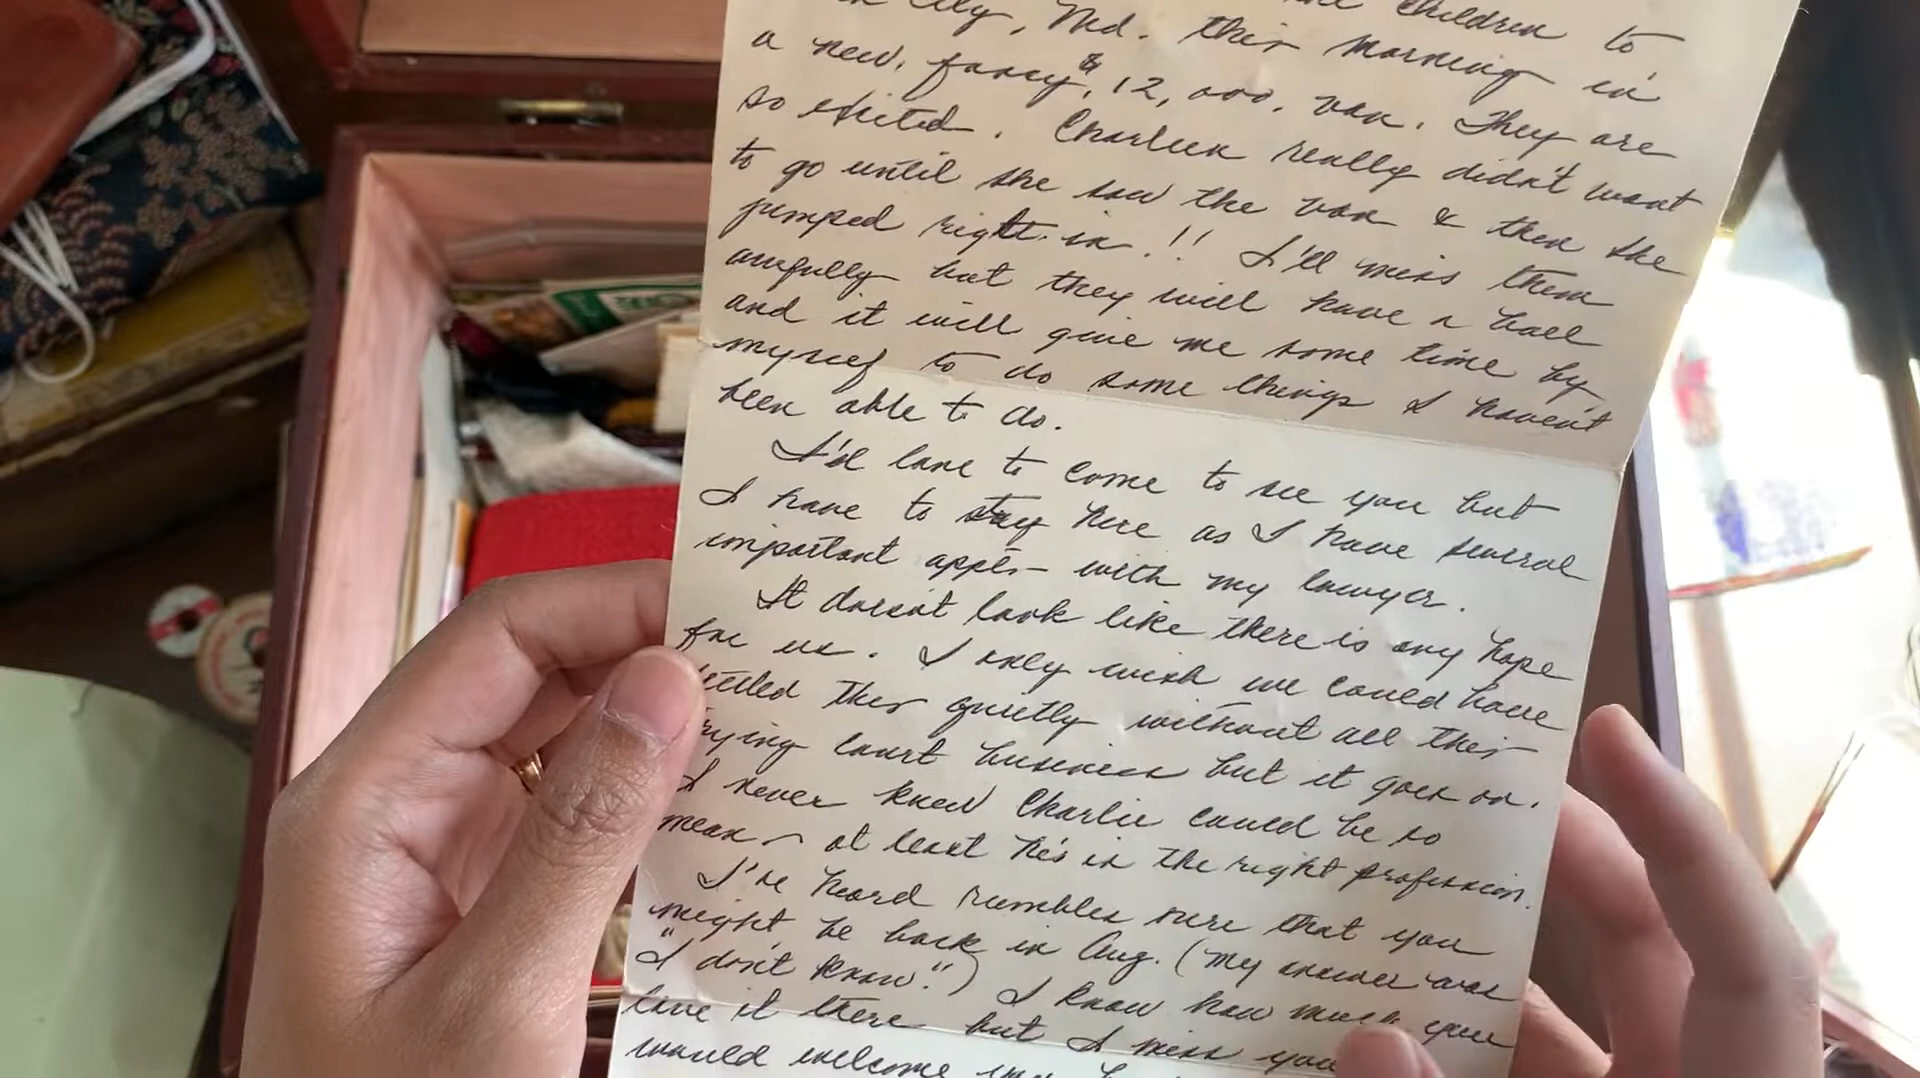 City, Md. this morning in
a new, fancy, $12,000. van. They are
so exited. Charleen really didn't want
to go until she saw the van & then she
jumped right in!! I'll miss them
awfully but they will have a ball
and it will give me some time by
myself to do some things I haven't
been able to do.
I'd love to come to see you but
I have to stay here as I have several
important appts with my lawyer.
It doesn't look like there is any hope
for us. I only wish we could have
settled this quietly without all this
trying court business but it goes on.
I never knew Charlie could be so
mean ~ at least he's in the right profession.
I've heard rumbles sure that you
might be back in Aug. (my answer was
"I don't know".) I know how much you
love it there but I miss you
would welcome